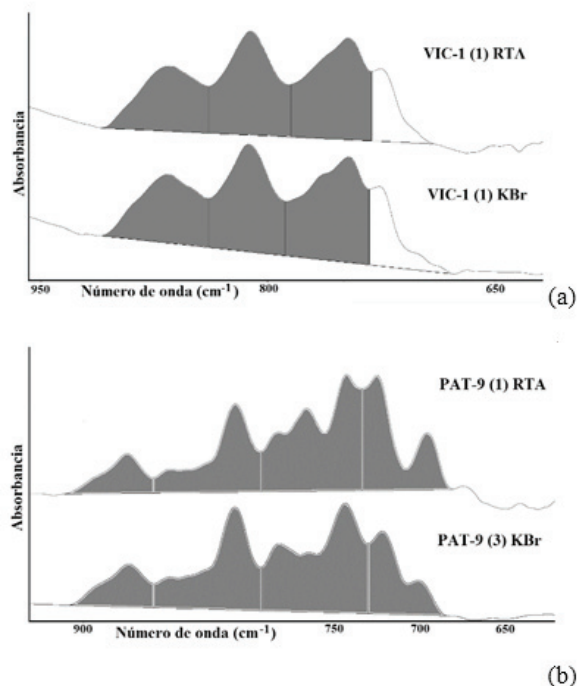 VIC-1 (1) RTA
Absorbancia
VIC-1 (1) KBr
950 Número de onda (cm-1) 800 650
(a)
PAT-9 (1) RTA
Absorbancia
PAT-9 (3) KBr
900 Número de onda (cm-1) 750 700 650
(b)